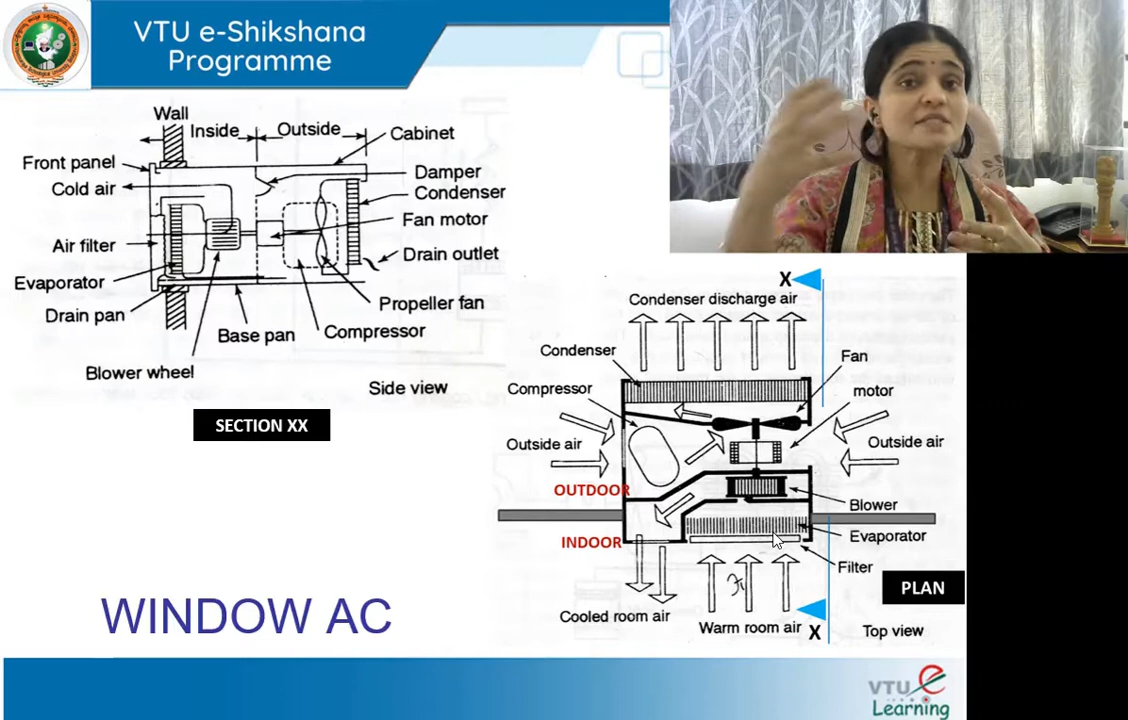 VTU e-Shikshana
Programme
Wall
Inside
Outside
Cabinet
Front panel
Cold air
Damper
Condenser
Fan motor
Air filter
Drain outlet
Evaporator
Drain pan
Propeller fan
Base pan
Compressor
Blower wheel
Side view
SECTION XX
X
Condenser discharge air
Condenser
Fan
Compressor
motor
Outside air
Outside air
OUTDOOR
Blower
INDOOR
Evaporator
Filter
PLAN
Cooled room air
Warm room air
X
Top view
WINDOW AC
VTU e
Learning